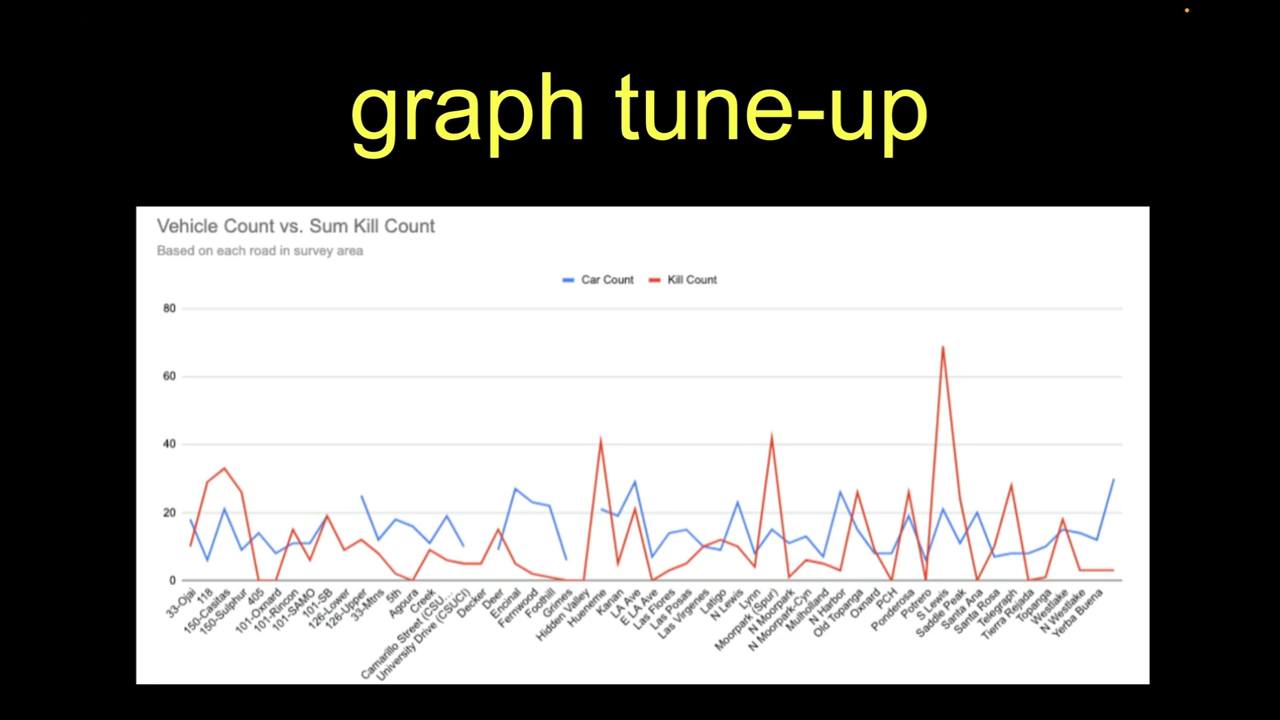 graph tune-up
Vehicle Count vs. Sum Kill Count
Based on each road in survey area
Car Count Kill Count
80
60
40
20
0
33-Ojai
118
150-Casitas
150-Sulphur
405
101-Oxnard
101-Rincon
101-SAMO
101-SB
126-Lower
126-Upper
33-Mtns
5th
Agoura
Creek
Camarillo Street (CSU...
University Drive (CSUCI)
Decker
Deer
Encinal
Fernwood
Foothill
Grimes
Hidden Valley
Hueneme
Kanan
LA Ave
E LA Ave
Las Flores
Las Posas
Las Virgenes
Latigo
N Lewis
Lynn
Moorpark (Spur)
N Moorpark
N Moorpark-Cyn
Mulholland
N Harbor
Old Topanga
Oxnard
PCH
Ponderosa
Potrero
S Lewis
Saddle Peak
Santa Ana
Santa Rosa
Telegraph
Tierra Rejada
Topanga
Westlake
N Westlake
Yerba Buena